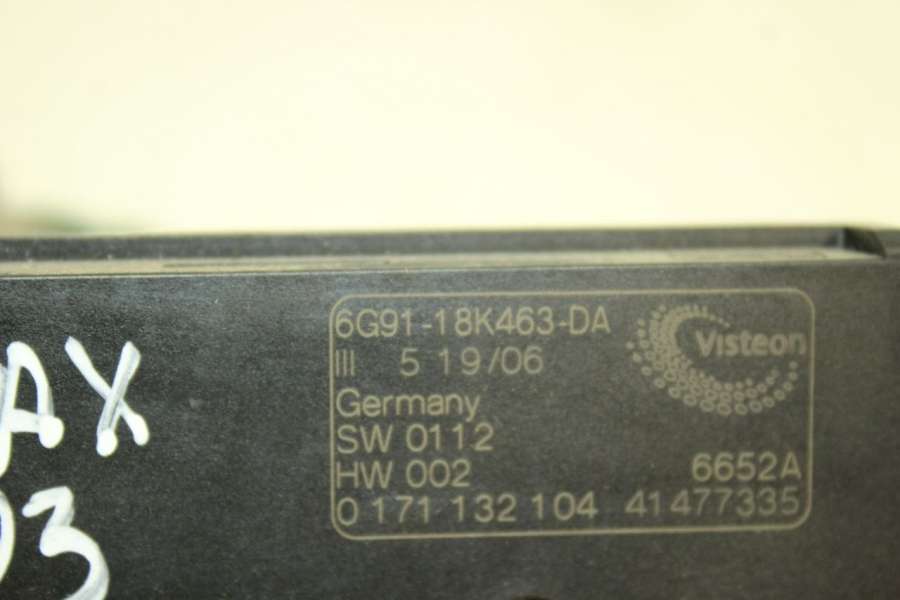 6G91-18K463-DA
Visteon
III 5 19/06
Germany
SW 0112
HW 002 6652A
0 171 132 104 41477335
AX
03